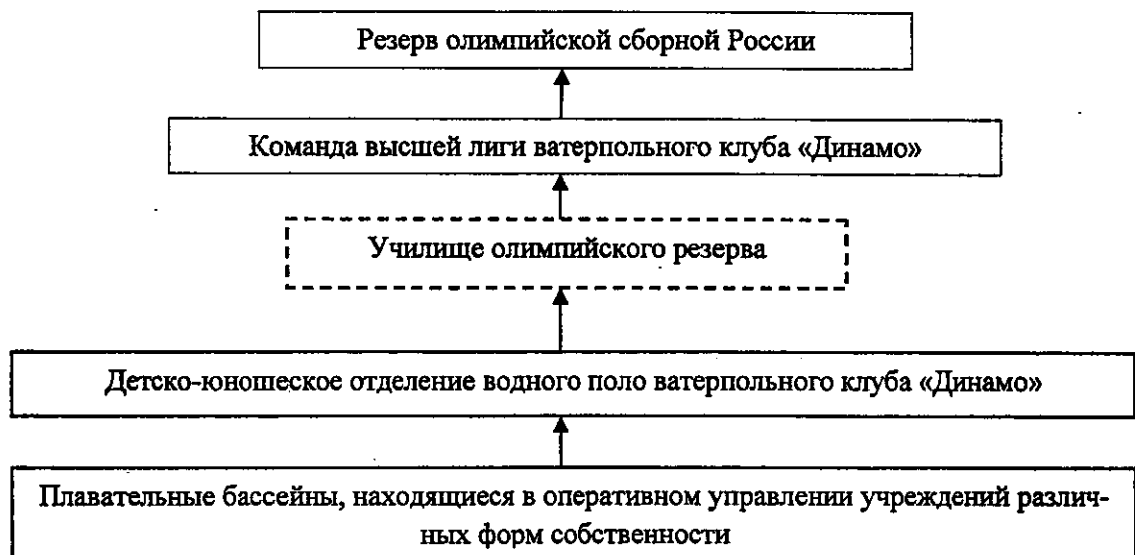 Резерв олимпийской сборной России
Команда высшей лиги ватерпольного клуба «Динамо»
Училище олимпийского резерва
Детско-юношеское отделение водного поло ватерпольного клуба «Динамо»
Плавательные бассейны, находящиеся в оперативном управлении учреждений различ-
ных форм собственности